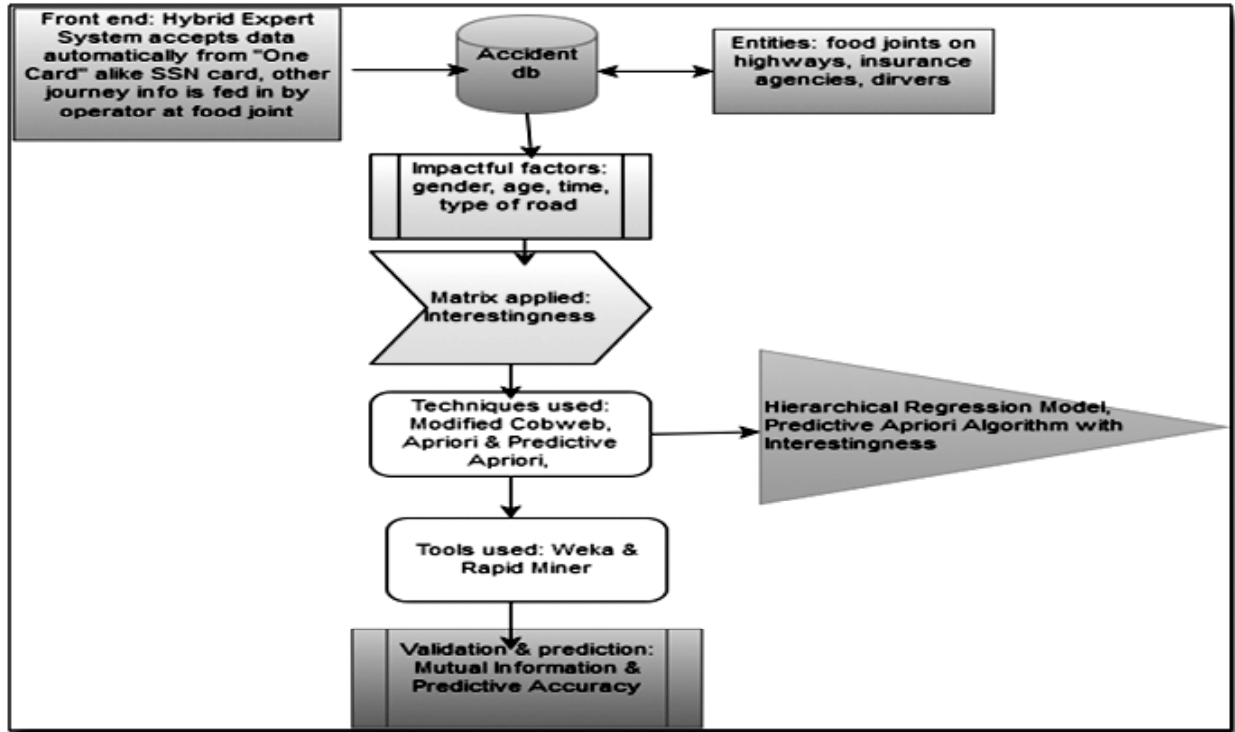 Front end: Hybrid Expert
System accepts data
automatically from "One
Card" alike SSN card, other
journey info is fed in by
operator at food joint
Accident
db
Entities: food joints on
highways, insurance
agencies, dirvers
Impactful factors:
gender, age, time,
type of road
Matrix applied:
Interestingness
Techniques used:
Modified Cobweb,
Apriori & Predictive
Apriori,
Hierarchical Regression Model,
Predictive Apriori Algorithm with
Interestingness
Tools used: Weka &
Rapid Miner
Validation & prediction:
Mutual Information &
Predictive Accuracy